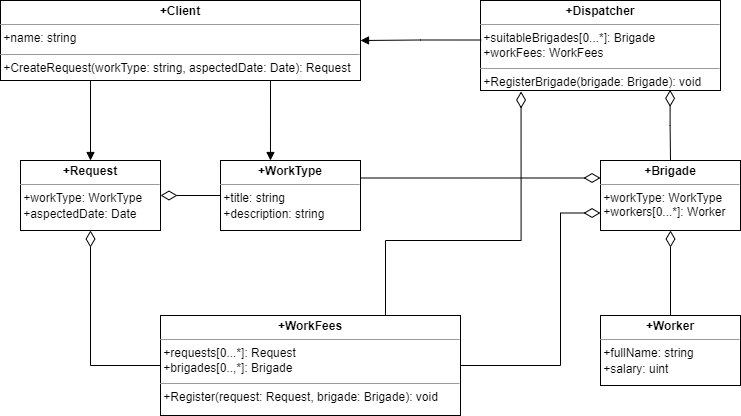 +Client
+name: string
+CreateRequest(workType: string, aspectedDate: Date): Request
+Dispatcher
+suitableBrigades[0...*]: Brigade
+workFees: WorkFees
+RegisterBrigade(brigade: Brigade): void
+Request
+workType: WorkType
+aspectedDate: Date
+WorkType
+title: string
+description: string
+Brigade
+workType: WorkType
+workers[0...*]: Worker
+WorkFees
+requests[0...*]: Request
+brigades[0..,*]: Brigade
+Register(request: Request, brigade: Brigade): void
+Worker
+fullName: string
+salary: uint